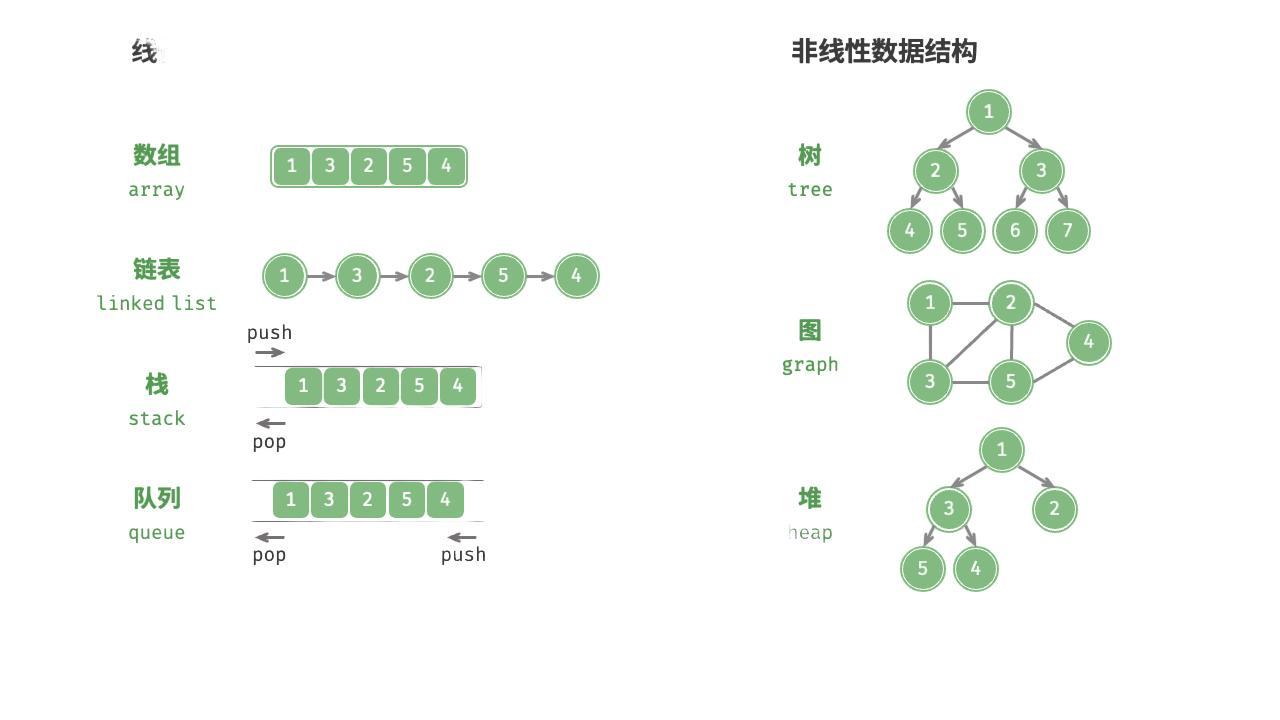 线
数组
array
1 3 2 5 4
链表
linked list
1 3 2 5 4
push
栈
stack
1 3 2 5 4
pop
队列
queue
1 3 2 5 4
pop push
非线性数据结构
树
tree
1
2 3
4 5 6 7
图
graph
1 2
4
3 5
堆
heap
1
3 2
5 4